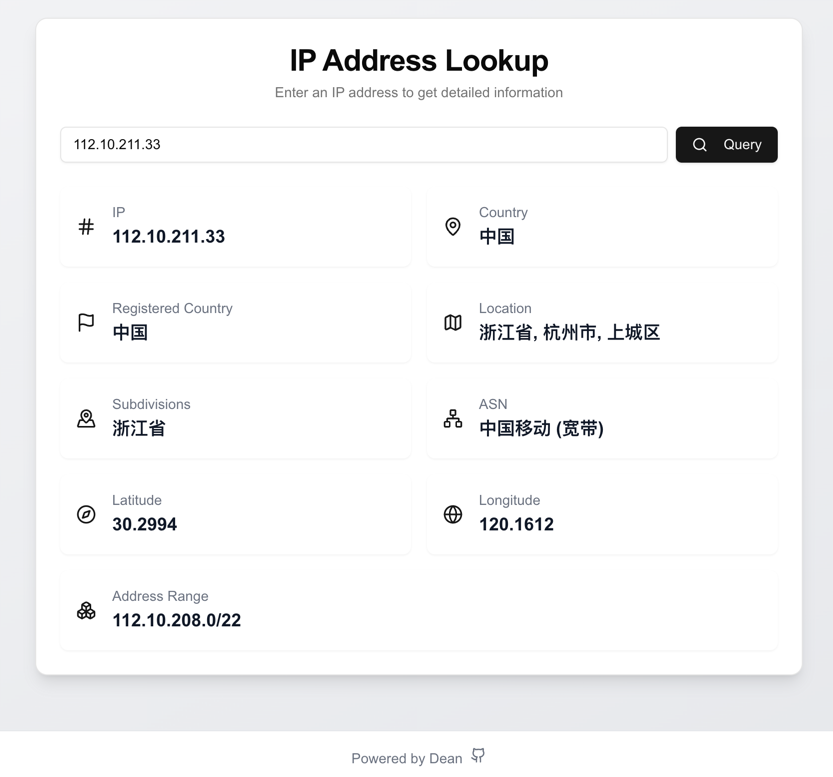 IP Address Lookup
Enter an IP address to get detailed information
112.10.211.33
Query
IP
112.10.211.33
Country
中国
Registered Country
中国
Location
浙江省, 杭州市, 上城区
Subdivisions
浙江省
ASN
中国移动 (宽带)
Latitude
30.2994
Longitude
120.1612
Address Range
112.10.208.0/22
Powered by Dean